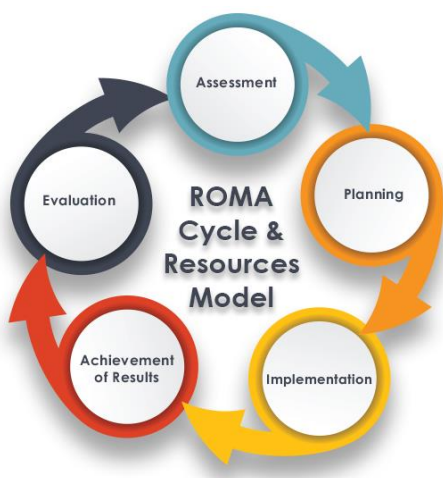 Assessment
Planning
Implementation
Achievement
of Results
Evaluation
ROMA
Cycle &
Resources
Model